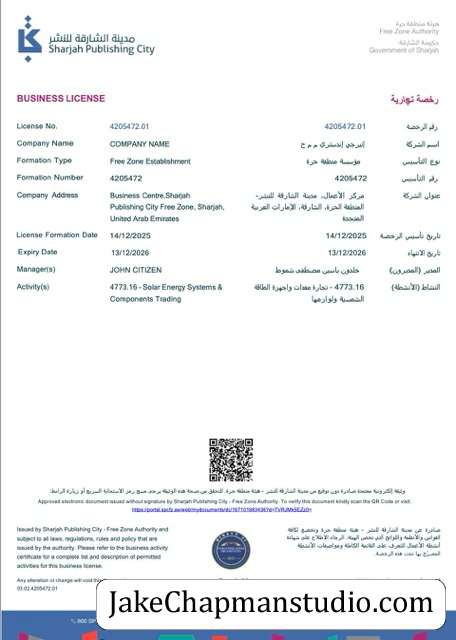 مدينة الشارقة للنشر
Sharjah Publishing City
هيئة منطقة حرة
Free Zone Authority
حكومة الشارقة
Government of Sharjah
BUSINESS LICENSE
رخصة تجارية
License No. 4205472.01 4205472.01 رقم الرخصة
Company Name COMPANY NAME إنيرجي إندستري م م ح اسم الشركة
Formation Type Free Zone Establishment مؤسسة منطقة حرة نوع التأسيس
Formation Number 4205472 4205472 رقم التأسيس
Company Address Business Centre,Sharjah مركز الأعمال، مدينة الشارقة للنشر- عنوان الشركة
Publishing City Free Zone, Sharjah, المنطقة الحرة، الشارقة، الإمارات العربية
United Arab Emirates المتحدة
License Formation Date 14/12/2025 14/12/2025 تاريخ تأسيس الرخصة
Expiry Date 13/12/2026 13/12/2026 تاريخ الانتهاء
Manager(s) JOHN CITIZEN خلدون ياسين مصطفى شموط المدير (المديرون)
Activity(s) 4773.16 - Solar Energy Systems & 4773.16 - تجارة معدات واجهزة الطاقة النشاط (الأنشطة)
Components Trading الشمسية ولوازمها
وثيقة إلكترونية معتمدة صادرة دون توقيع من مدينة الشارقة للنشر - هيئة منطقة حرة. للتحقق من صحة هذه الوثيقة يرجى مسح رمز الاستجابة السريع أو زيارة الرابط:
Approved electronic document issued without signature by Sharjah Publishing City - Free Zone Authority. To verify this document kindly scan the QR Code or visit:
Issued by Sharjah Publishing City - Free Zone Authority and
subject to all laws, regulations, rules and policy that are
issued by the authority. Please refer to the business activity
certificate for a complete list and description of permitted
activities for this business license.
صادرة عن مدينة الشارقة للنشر - هيئة منطقة حرة وتخضع لكافة
القوانين والأنظمة واللوائح التي تخص الهيئة. الرجاء الاطلاع على شهادة
أنشطة الأعمال للتعرف على القائمة الكاملة ومواصفات الأنشطة
المصرّح بها تحت هذه الرخصة.
Any alteration or change will void this
03.02.4205472.01
JakeChapmanstudio.com